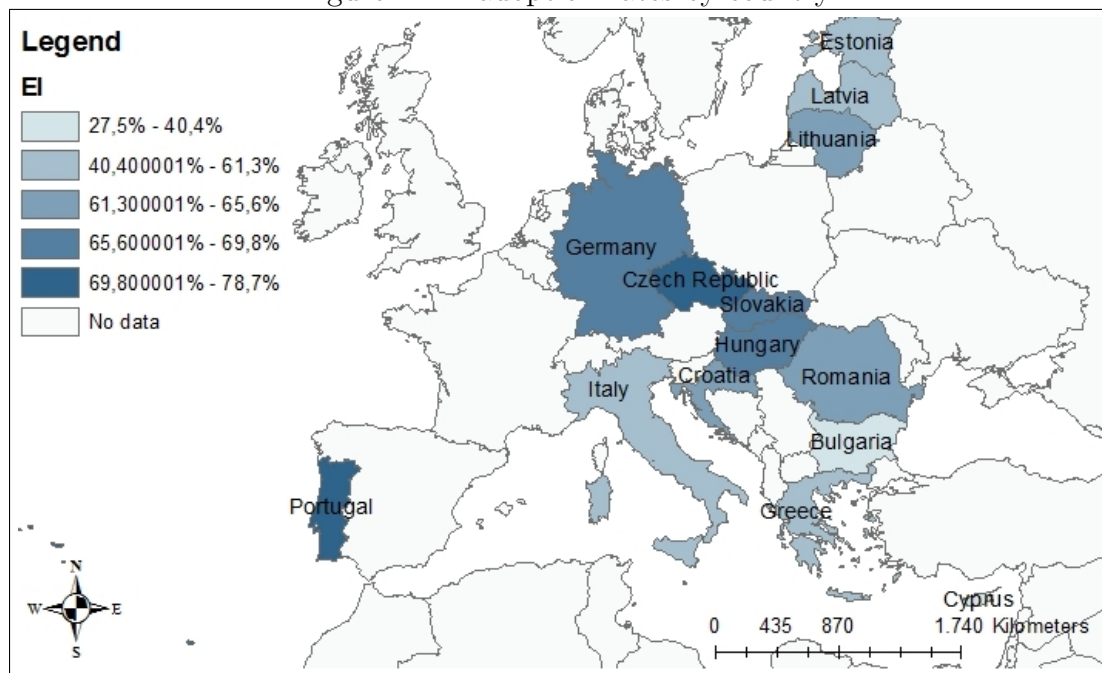 Legend
EI
27,5% - 40,4%
40,400001% - 61,3%
61,300001% - 65,6%
65,600001% - 69,8%
69,800001% - 78,7%
No data
Estonia
Latvia
Lithuania
Germany
Czech Republic
Slovakia
Hungary
Croatia
Romania
Italy
Bulgaria
Portugal
Greece
Cyprus
N
W E
S
0 435 870 1.740 Kilometers